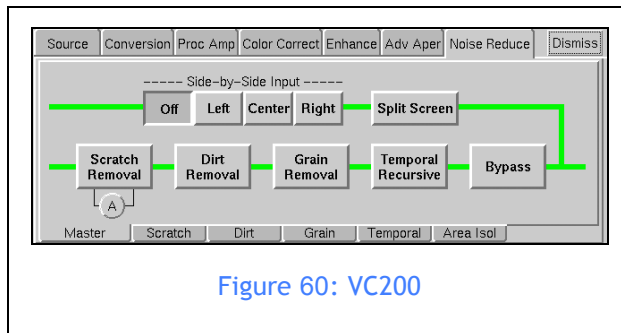 Source Conversion Proc Amp Color Correct Enhance Adv Aper Noise Reduce Dismiss
----- Side-by-Side Input -----
Off Left Center Right Split Screen
Scratch Removal Dirt Removal Grain Removal Temporal Recursive Bypass
A
Master Scratch Dirt Grain Temporal Area Isol
Figure 60: VC200